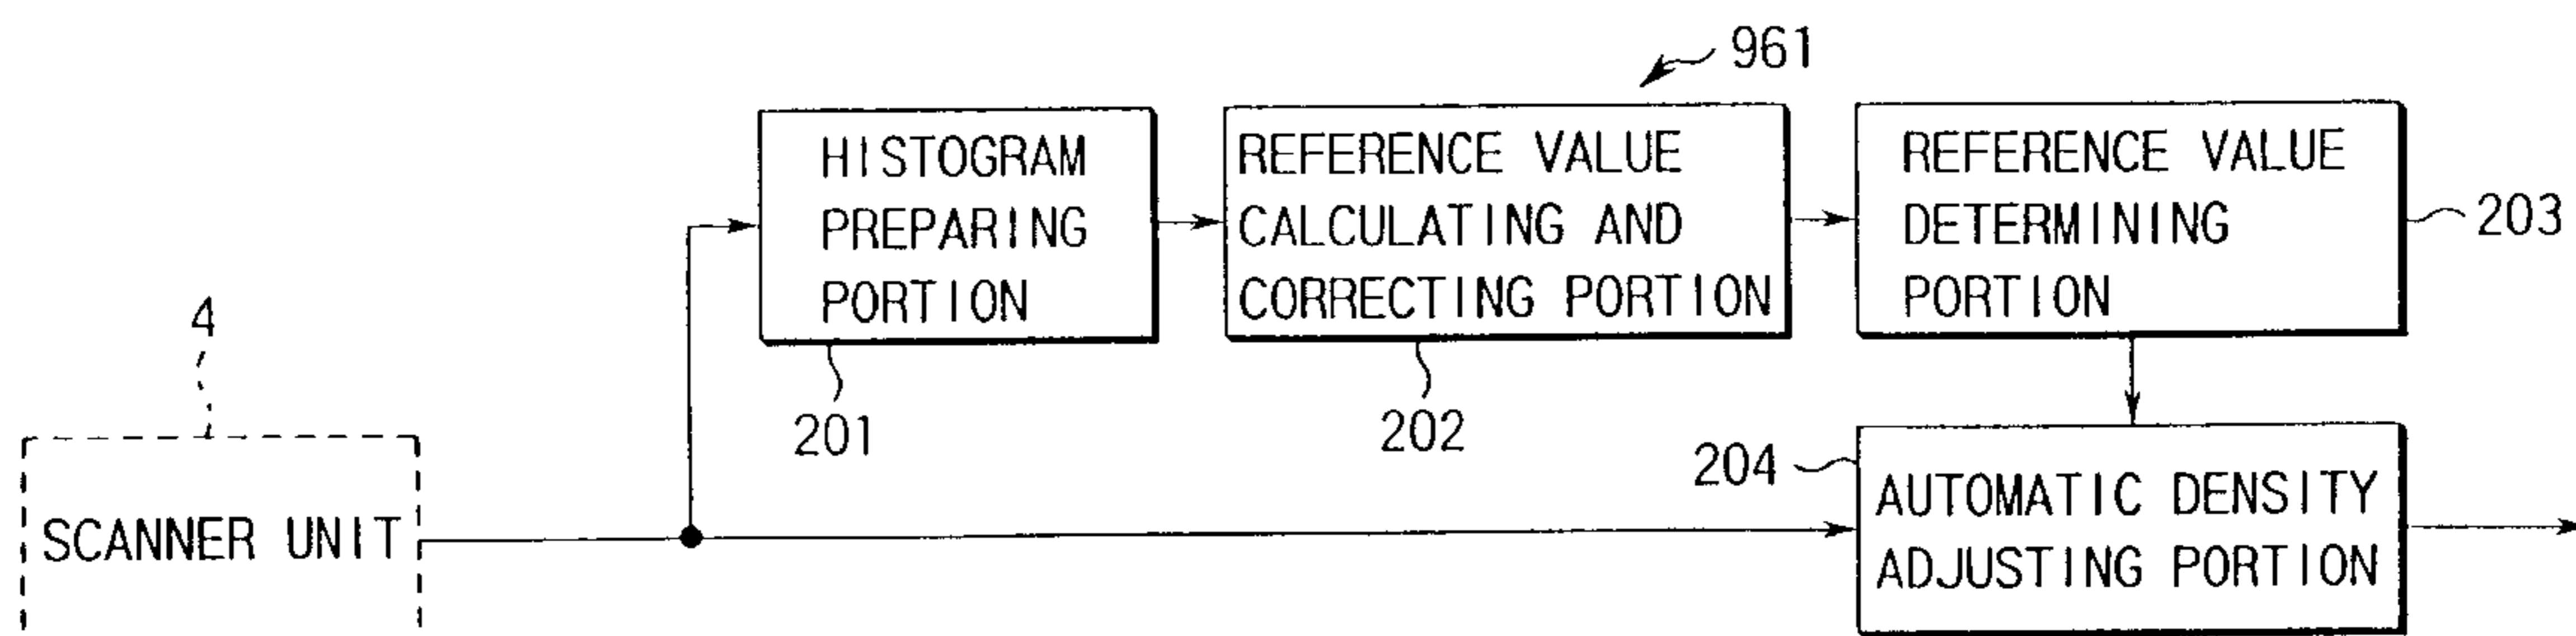 961
HISTOGRAM
PREPARING
PORTION
REFERENCE VALUE
CALCULATING AND
CORRECTING PORTION
REFERENCE VALUE
DETERMINING
PORTION
203
4
201
202
204
SCANNER UNIT
AUTOMATIC DENSITY
ADJUSTING PORTION